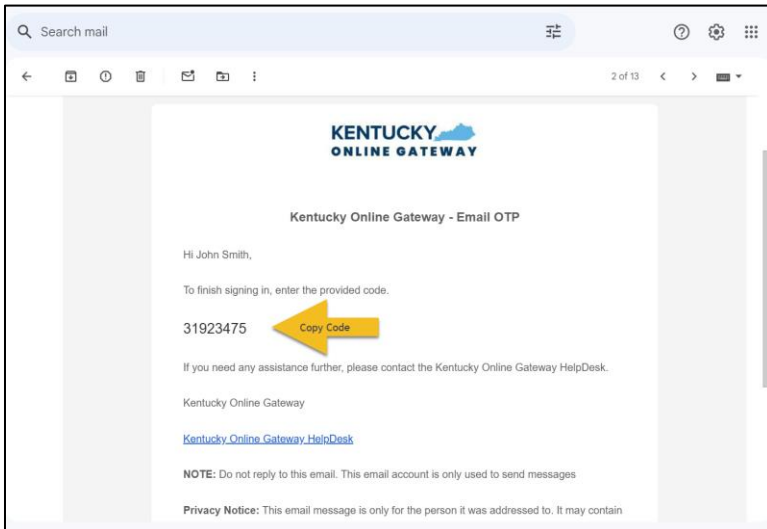 Search mail
2 of 13
KENTUCKY
ONLINE GATEWAY
Kentucky Online Gateway - Email OTP
Hi John Smith,
To finish signing in, enter the provided code.
31923475
Copy Code
If you need any assistance further, please contact the Kentucky Online Gateway HelpDesk.
Kentucky Online Gateway
Kentucky Online Gateway HelpDesk
NOTE: Do not reply to this email. This email account is only used to send messages
Privacy Notice: This email message is only for the person it was addressed to. It may contain